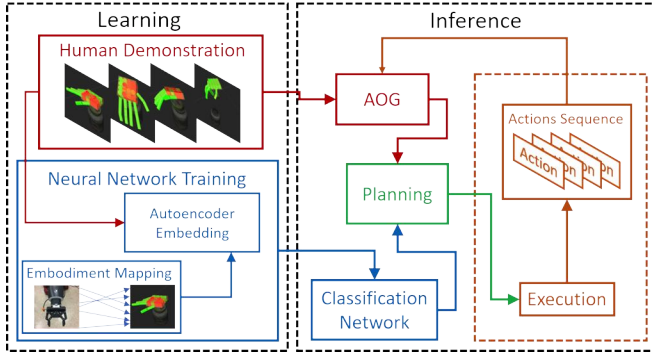 Learning
Human Demonstration
Neural Network Training
Autoencoder
Embedding
Embodiment Mapping
Inference
AOG
Planning
Classification
Network
Actions Sequence
Action
Execution